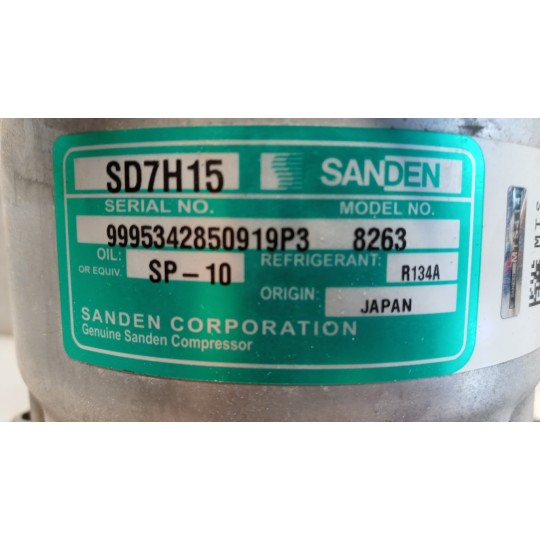 SD7H15 SANDEN
SERIAL NO. MODEL NO.
9995342850919P3 8263
OIL: REFRIGERANT:
OR EQUIV. SP-10 R134A
ORIGIN: JAPAN
SANDEN CORPORATION
Genuine Sanden Compressor